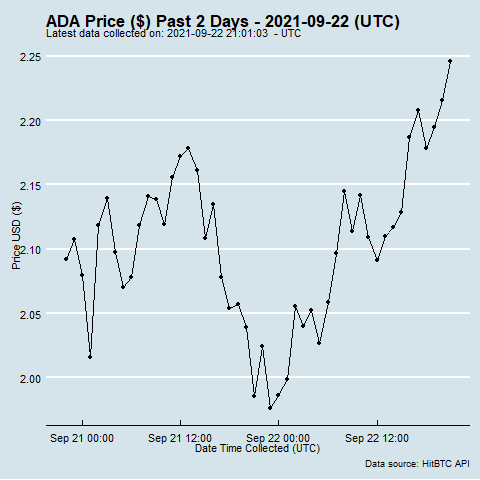 ADA Price ($) Past 2 Days - 2021-09-22 (UTC)
Latest data collected on: 2021-09-22 21:01:03 - UTC
2.25
2.20
2.15
2.10
2.05
2.00
Price USD ($)
Sep 21 00:00 Sep 21 12:00 Sep 22 00:00 Sep 22 12:00
Date Time Collected (UTC)
Data source: HitBTC API